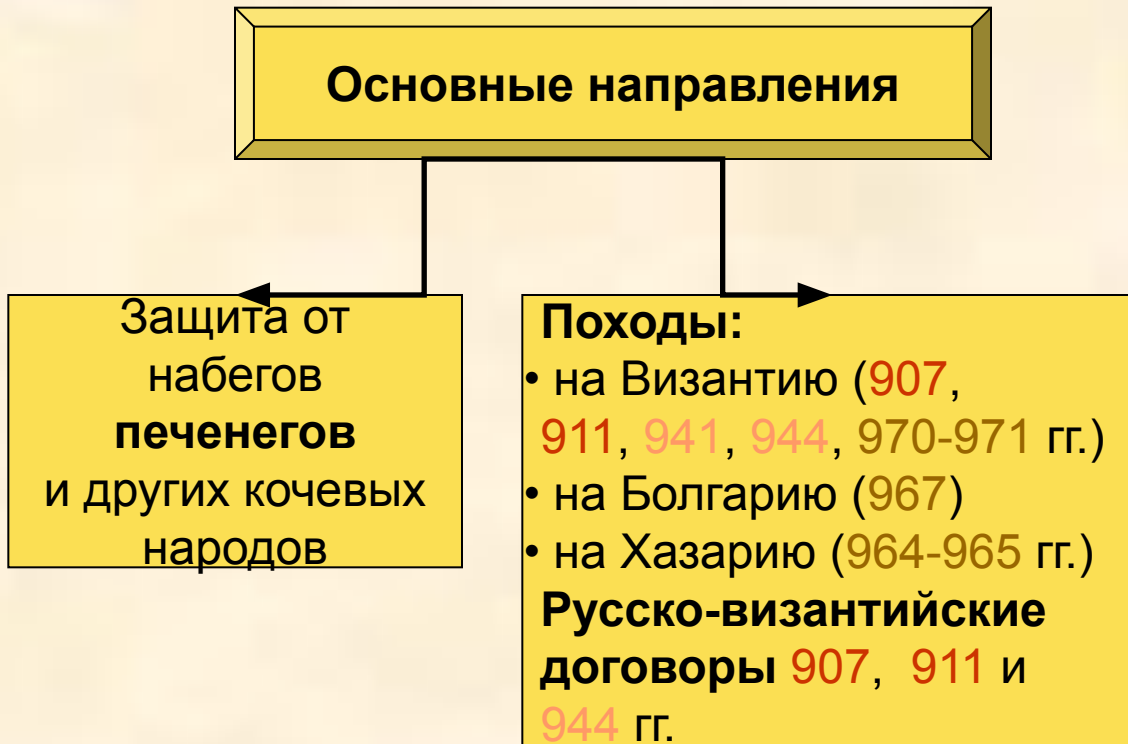 Основные направления
Защита от
набегов
печенегов
и других кочевых
народов
Походы:
• на Византию (907,
911, 941, 944, 970-971 гг.)
• на Болгарию (967)
• на Хазарию (964-965 гг.)
Русско-византийские
договоры 907, 911 и
944 гг.